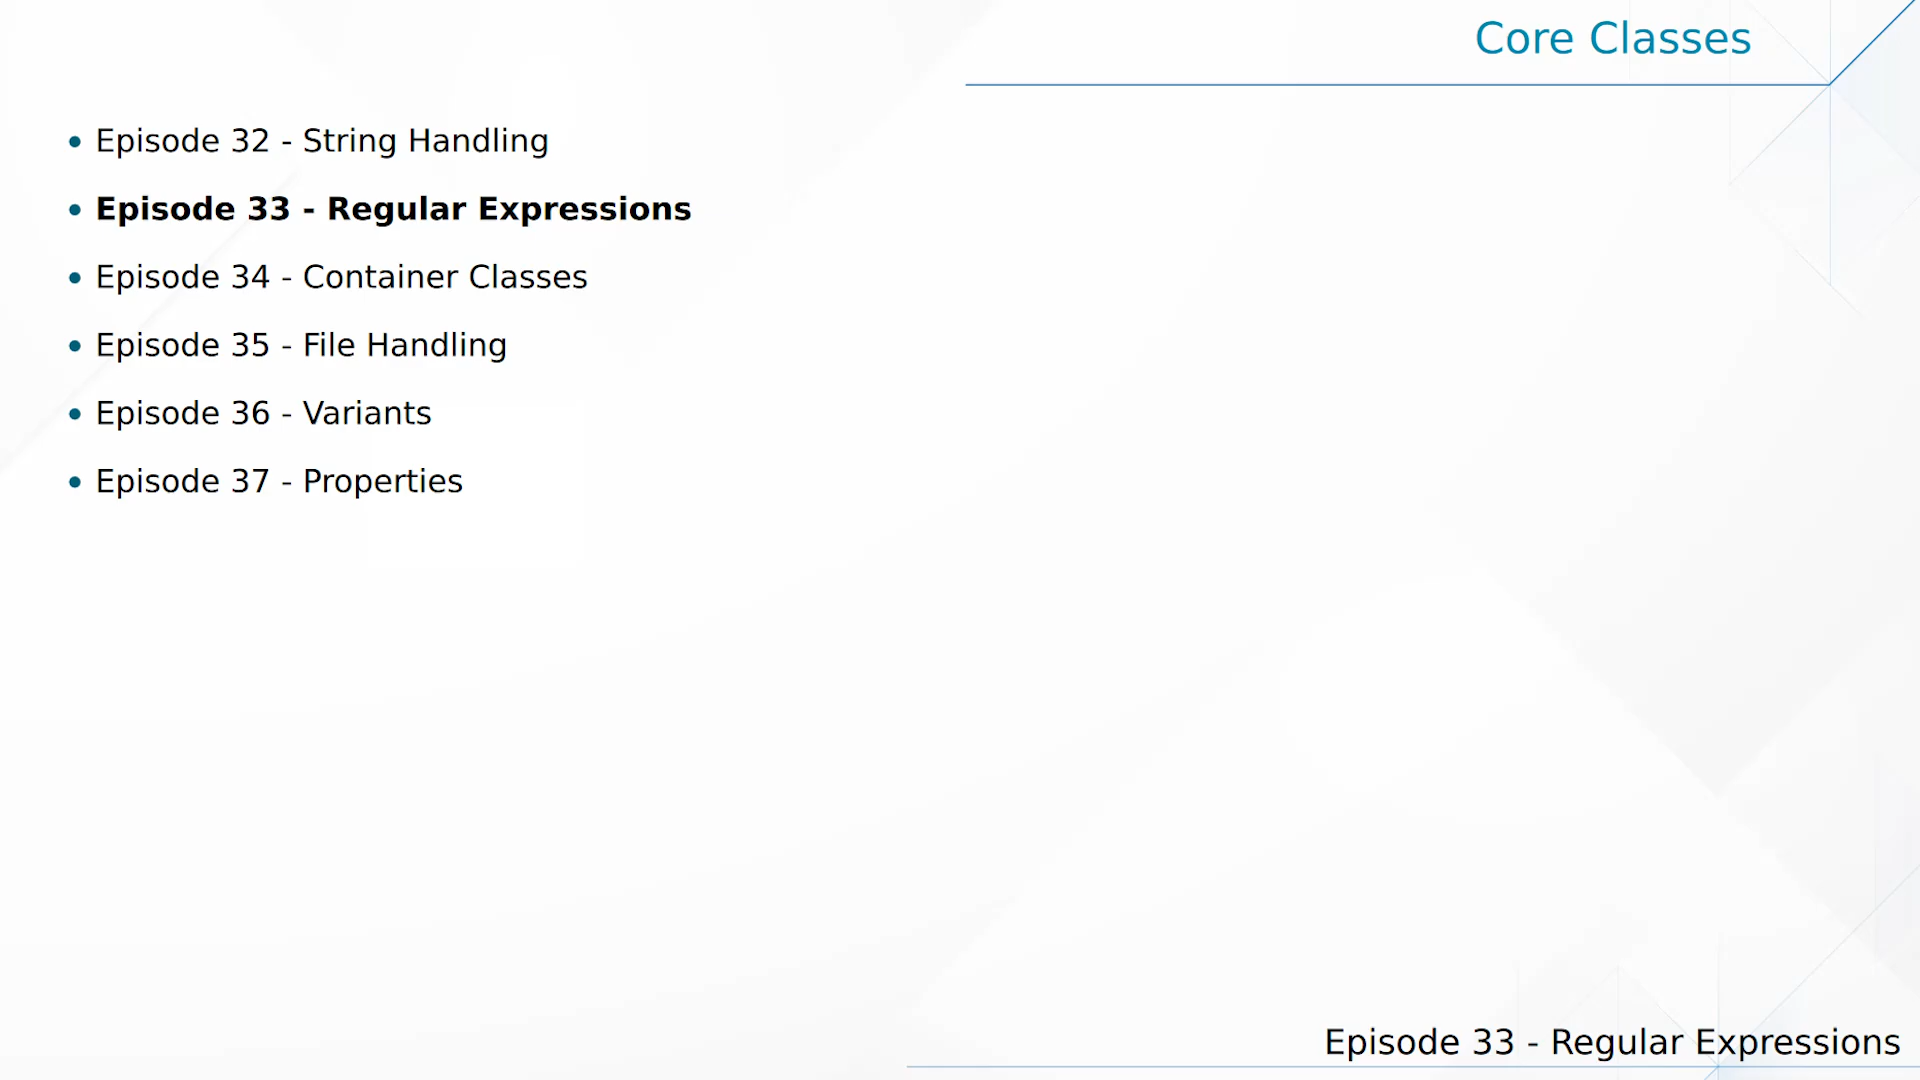 Core Classes
• Episode 32 - String Handling
• Episode 33 - Regular Expressions
• Episode 34 - Container Classes
• Episode 35 - File Handling
• Episode 36 - Variants
• Episode 37 - Properties
Episode 33 - Regular Expressions